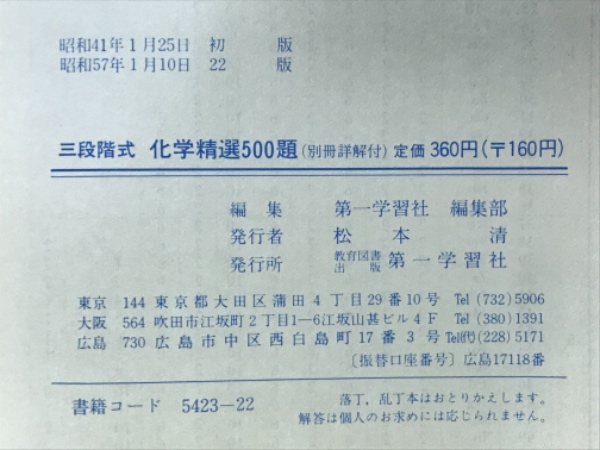 昭和41年1月25日 初 版
昭和57年1月10日 22 版
三段階式 化学精選500題(別冊詳解付) 定価 360円(〒160円)
編 集 第一学習社 編集部
発行者 松 本 清
発行所 教育図書出版 第一学習社
東京 144 東京都大田区蒲田4丁目29番10号 Tel (732) 5906
大阪 564 吹田市江坂町2丁目1―6江坂山甚ビル4F Tel (380) 1391
広島 730 広島市中区西白島町17番3号 Tel(代)(228) 5171
〔振替口座番号〕広島17118番
書籍コード 5423―22
落丁,乱丁本はおとりかえします。
解答は個人のお求めには応じられません。